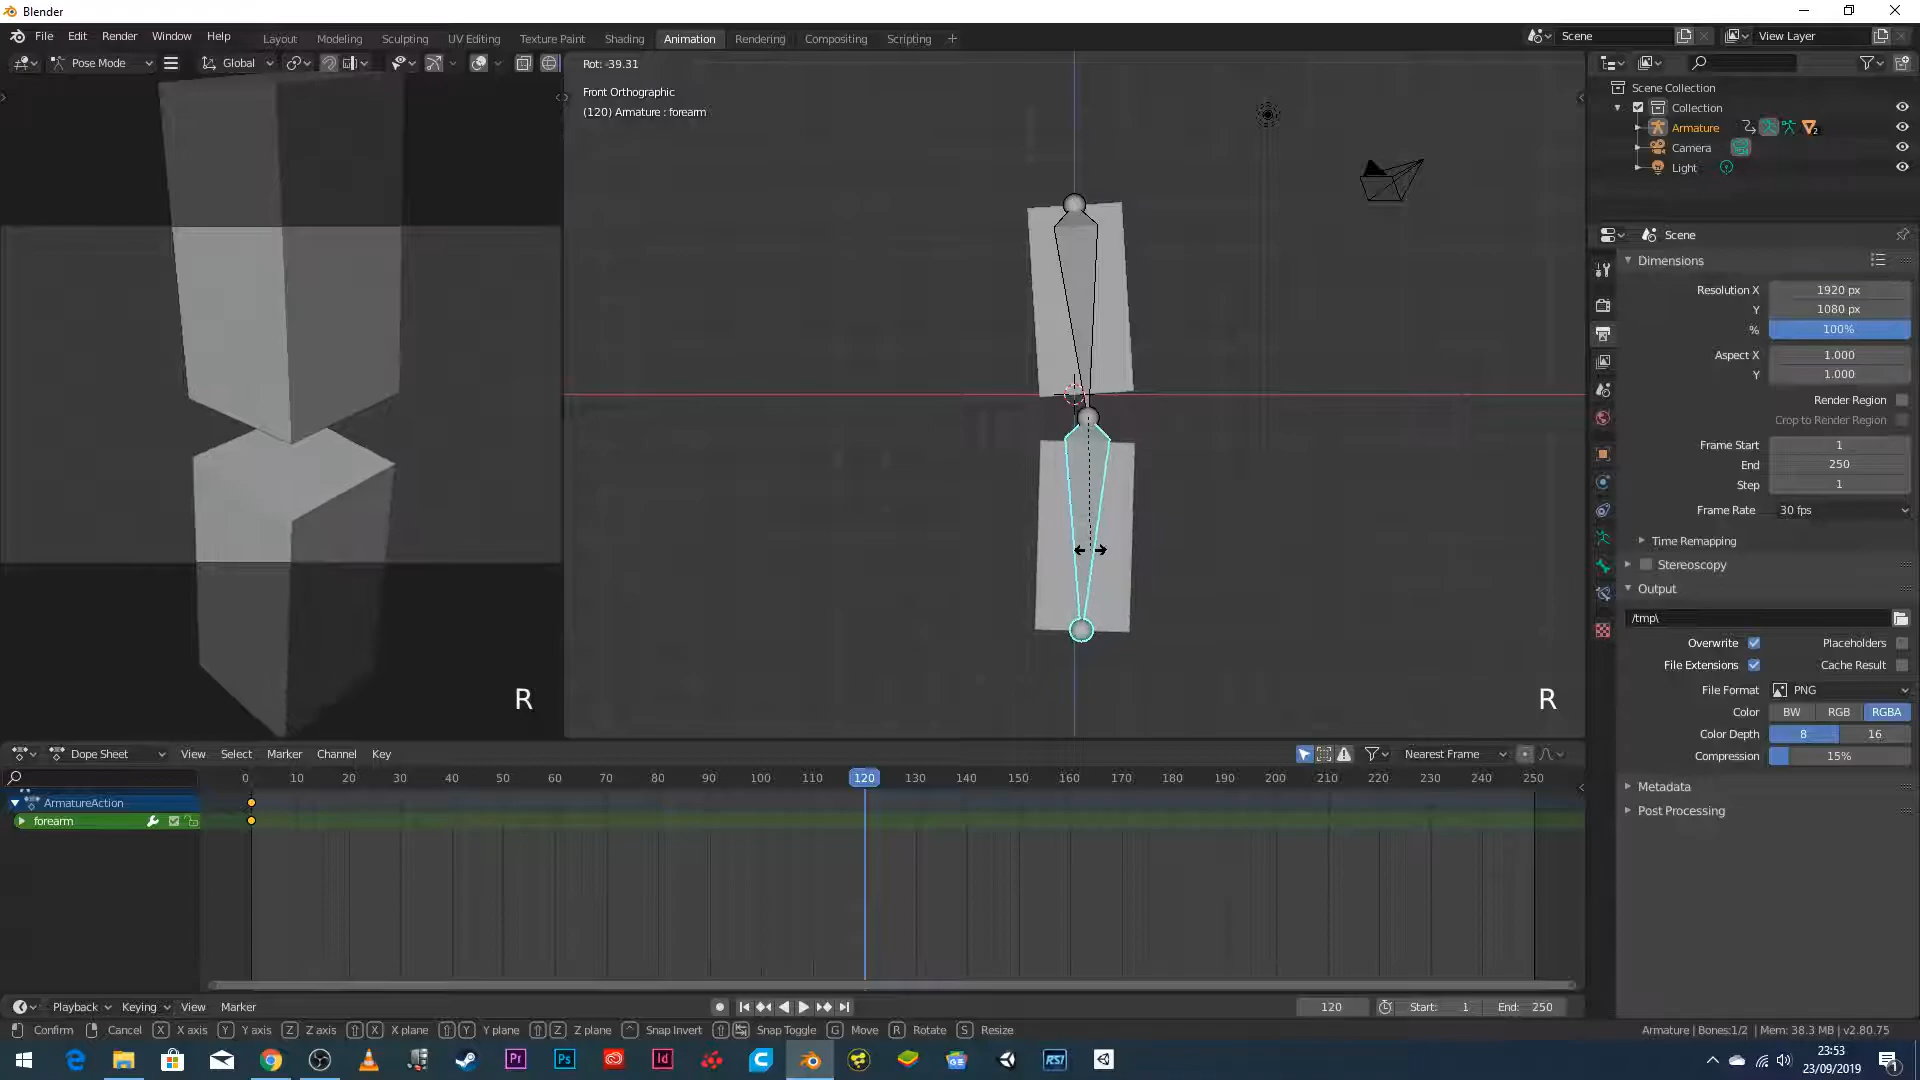 Blender
File Edit Render Window Help Layout Modeling Sculpting UV Editing Texture Paint Shading Animation Rendering Compositing Scripting Scene View Layer
Pose Mode Global
Rot: -39.31
Front Orthographic
(120) Armature : forearm
Scene Collection
Collection
Armature 2
Camera
Light
Scene
Dimensions
Resolution X 1920 px
Y 1080 px
% 100%
Aspect X 1.000
Y 1.000
Render Region
Crop to Render Region
Frame Start 1
End 250
Step 1
Frame Rate 30 fps
Time Remapping
Stereoscopy
Output
/tmp\
Overwrite Placeholders
File Extensions Cache Result
File Format PNG
Color BW RGB RGBA
Color Depth 8 16
Compression 15%
Metadata
Post Processing
R R
Dope Sheet View Select Marker Channel Key Nearest Frame
0 10 20 30 40 50 60 70 80 90 100 110 120 130 140 150 160 170 180 190 200 210 220 230 240 250
ArmatureAction
forearm
Playback Keying View Marker 120 Start: 1 End: 250
Confirm Cancel X X axis Y Y axis Z Z axis X X plane Y Y plane Z Z plane Snap Invert Snap Toggle G Move R Rotate S Resize Armature | Bones:1/2 | Mem: 38.3 MB | v2.80.75
Pr Ps Id RSI
23:53
23/09/2019